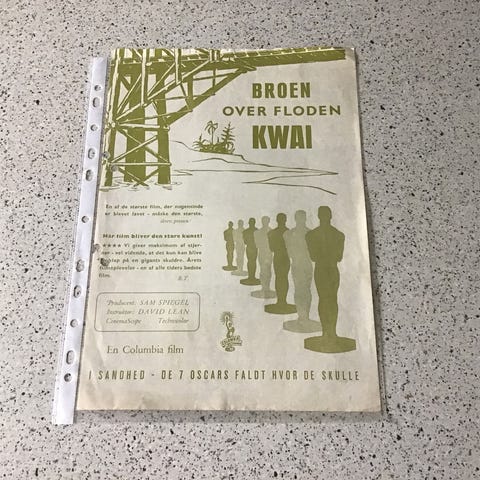 BROEN
OVER FLODEN
KWAI
En af de største film, der nogensinde
er blevet lavet - måske den største,
Når film bliver den store kunst!
★★★★ Vi giver maksimum af stjer-
ner - vel vidende, at det kun kan blive
på en gigants skuldre. Årets
filmoplevelse - en af alle tiders bedste
film.
B.T.
Producent: SAM SPIEGEL
Instruktør: DAVID LEAN
CinemaScope Technicolor
En Columbia film
I SANDHED - DE 7 OSCARS FALDT HVOR DE SKULLE